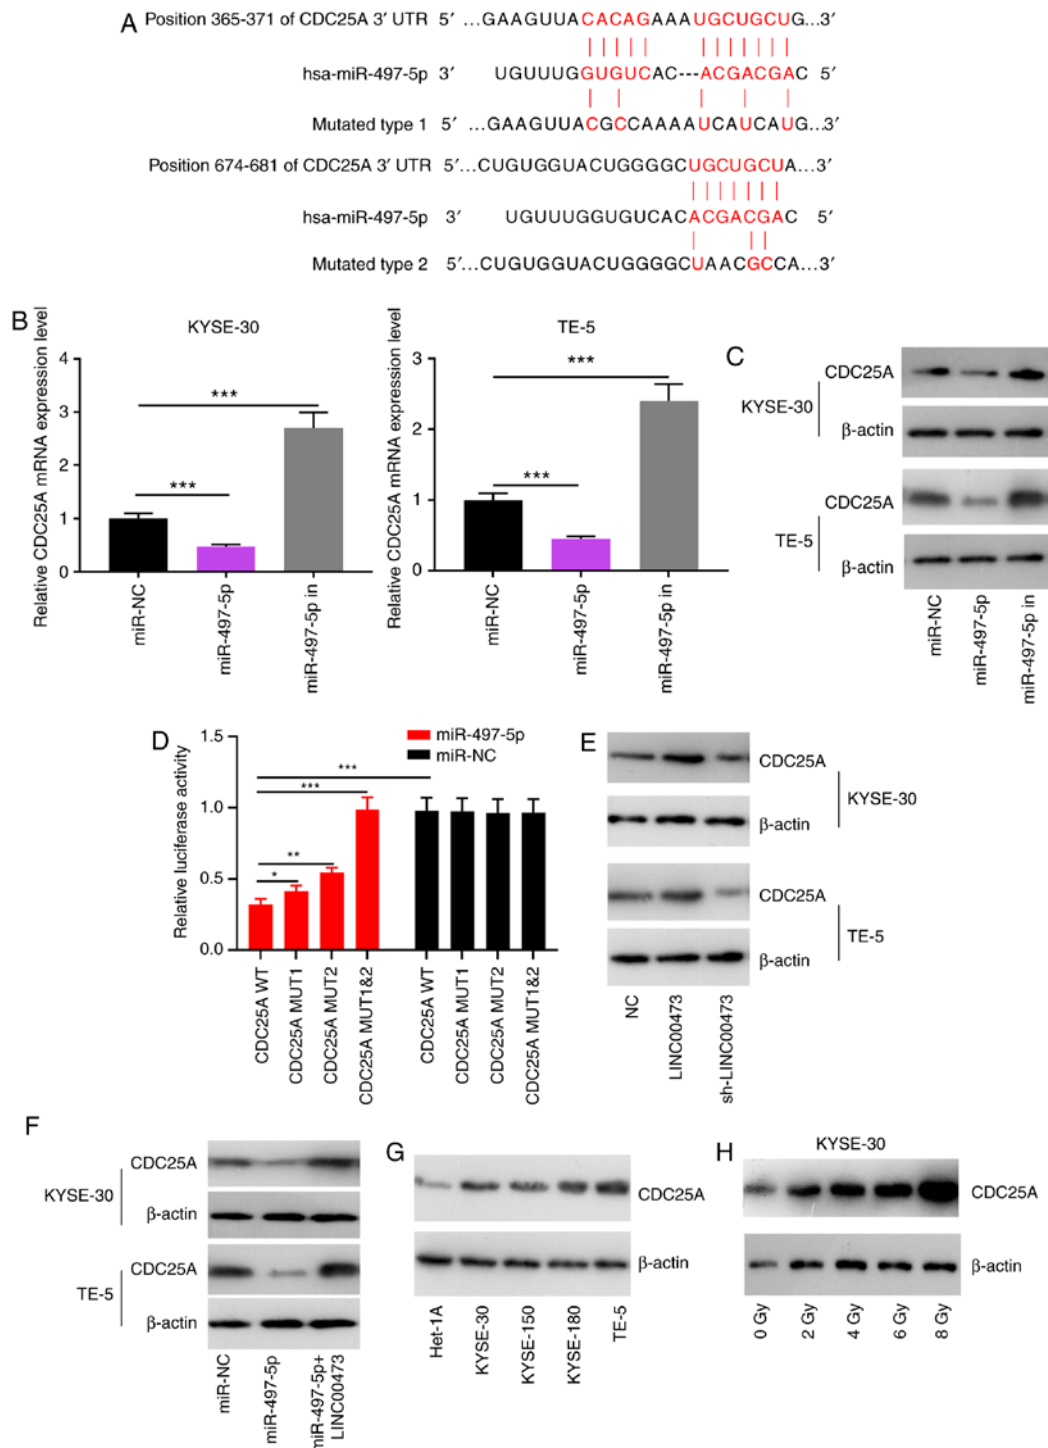 A
Position 365-371 of CDC25A 3′ UTR 5′ ...GAAGUUACACAGAAAUGCUGCUG...3′
hsa-miR-497-5p 3′ UGUUUGGUGUCAC---ACGACGAC 5′
Mutated type 1 5′ ...GAAGUUACGCCAAAAUCAUCAUG...3′
Position 674-681 of CDC25A 3′ UTR 5′...CUGUGGUACUGGGGCUGCUGCUA...3′
hsa-miR-497-5p 3′ UGUUUGGUGUCACACGACGAC 5′
Mutated type 2 5′...CUGUGGUACUGGGGCUAACGCCA...3′
B
KYSE-30
Relative CDC25A mRNA expression level
4
3
2
1
0
***
***
miR-NC
miR-497-5p
miR-497-5p in
TE-5
Relative CDC25A mRNA expression level
3
2
1
0
***
***
miR-NC
miR-497-5p
miR-497-5p in
C
CDC25A
KYSE-30
β-actin
CDC25A
TE-5
β-actin
miR-NC
miR-497-5p
miR-497-5p in
D
miR-497-5p
miR-NC
Relative luciferase activity
1.5
1.0
0.5
0.0
***
***
**
*
CDC25A WT
CDC25A MUT1
CDC25A MUT2
CDC25A MUT1&2
CDC25A WT
CDC25A MUT1
CDC25A MUT2
CDC25A MUT1&2
E
CDC25A
KYSE-30
β-actin
CDC25A
TE-5
β-actin
NC
LINC00473
sh-LINC00473
F
CDC25A
KYSE-30
β-actin
CDC25A
TE-5
β-actin
miR-NC
miR-497-5p
miR-497-5p+
LINC00473
G
CDC25A
β-actin
Het-1A
KYSE-30
KYSE-150
KYSE-180
TE-5
H
KYSE-30
CDC25A
β-actin
0 Gy
2 Gy
4 Gy
6 Gy
8 Gy